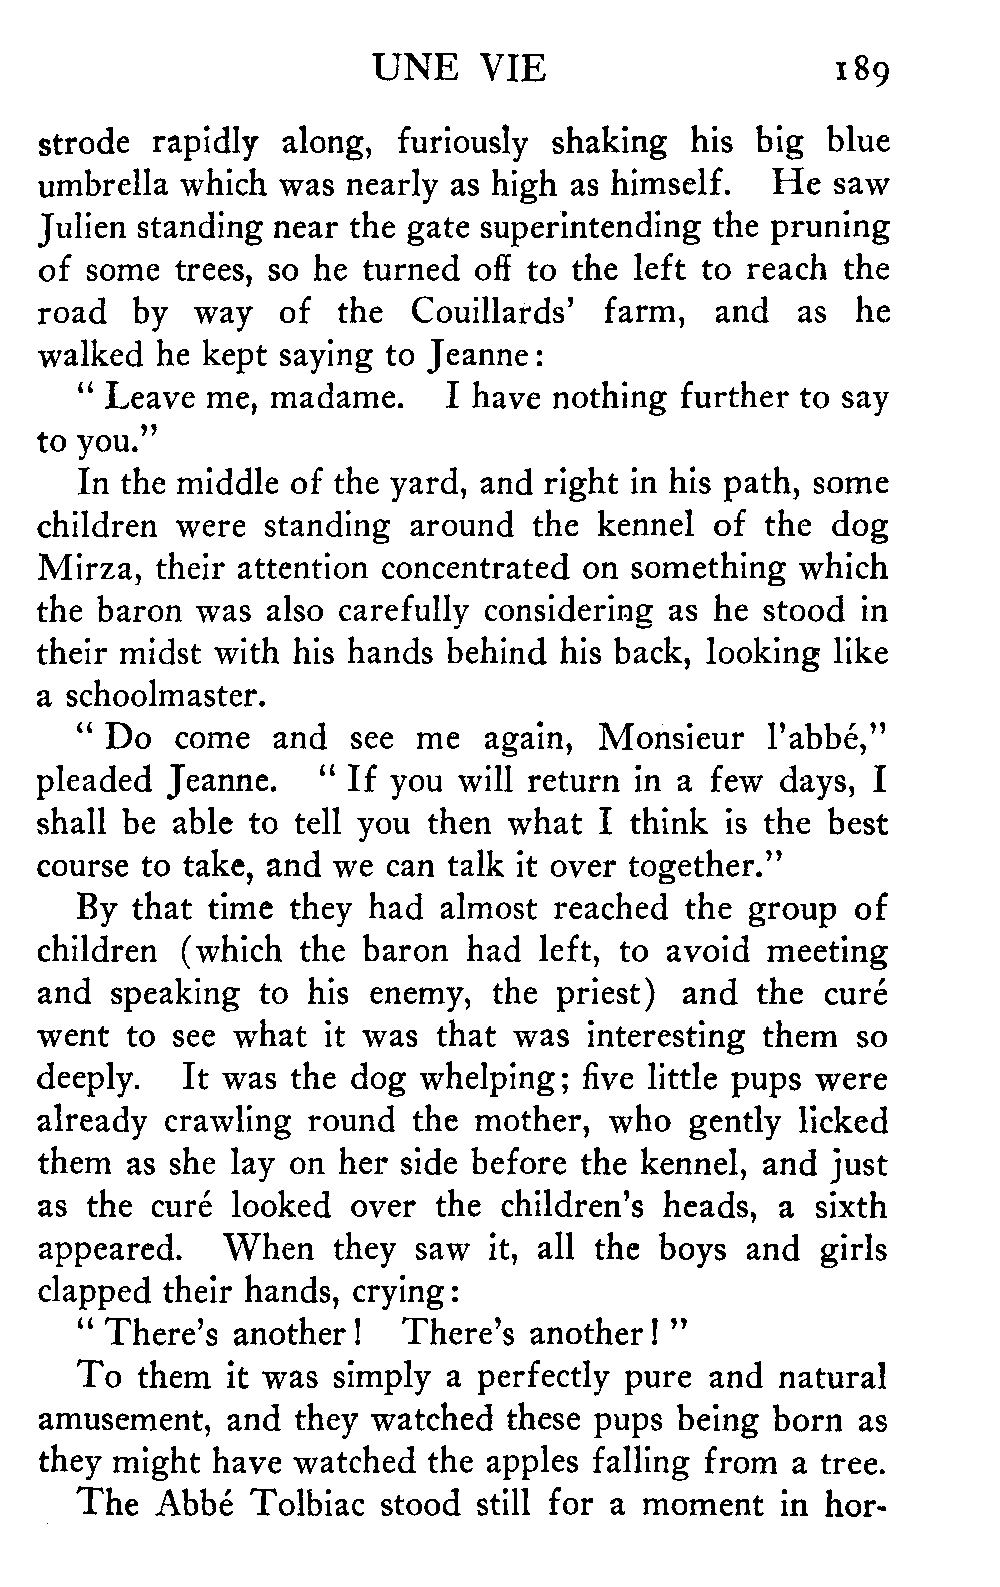 UNE VIE 189
strode rapidly along, furiously shaking his big blue
umbrella which was nearly as high as himself. He saw
Julien standing near the gate superintending the pruning
of some trees, so he turned off to the left to reach the
road by way of the Couillards' farm, and as he
walked he kept saying to Jeanne:
"Leave me, madame. I have nothing further to say
to you."
In the middle of the yard, and right in his path, some
children were standing around the kennel of the dog
Mirza, their attention concentrated on something which
the baron was also carefully considering as he stood in
their midst with his hands behind his back, looking like
a schoolmaster.
"Do come and see me again, Monsieur l'abbé,"
pleaded Jeanne. "If you will return in a few days, I
shall be able to tell you then what I think is the best
course to take, and we can talk it over together."
By that time they had almost reached the group of
children (which the baron had left, to avoid meeting
and speaking to his enemy, the priest) and the curé
went to see what it was that was interesting them so
deeply. It was the dog whelping; five little pups were
already crawling round the mother, who gently licked
them as she lay on her side before the kennel, and just
as the curé looked over the children's heads, a sixth
appeared. When they saw it, all the boys and girls
clapped their hands, crying:
"There's another! There's another!"
To them it was simply a perfectly pure and natural
amusement, and they watched these pups being born as
they might have watched the apples falling from a tree.
The Abbé Tolbiac stood still for a moment in hor-